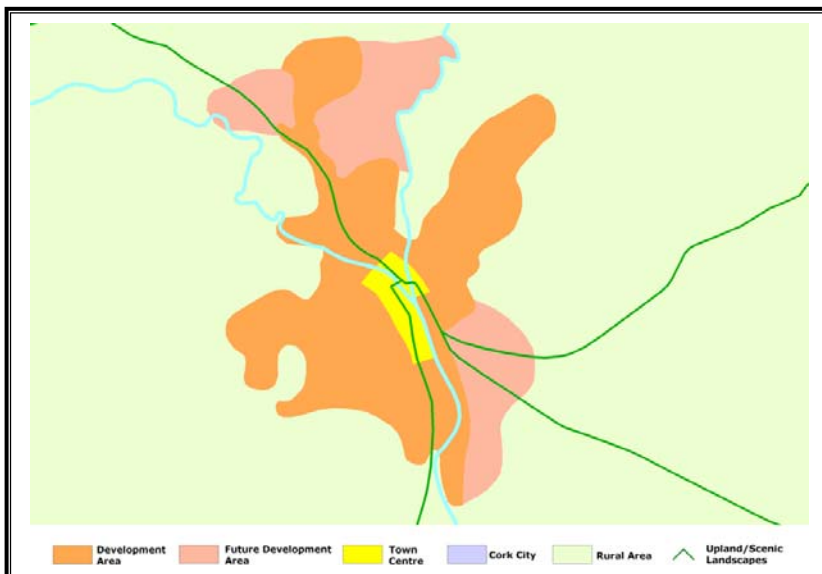 Development
Area
Future Development
Area
Town
Centre
Cork City
Rural Area
Upland/Scenic
Landscapes